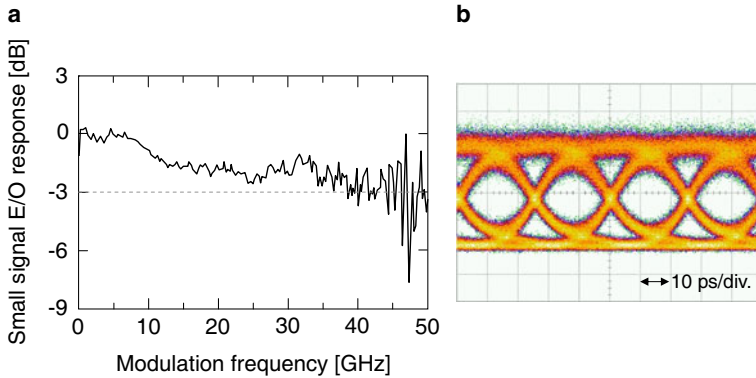 a
b
Small signal E/O response [dB]
3
0
-3
-6
-9
0
10
20
30
40
50
Modulation frequency [GHz]
10 ps/div.